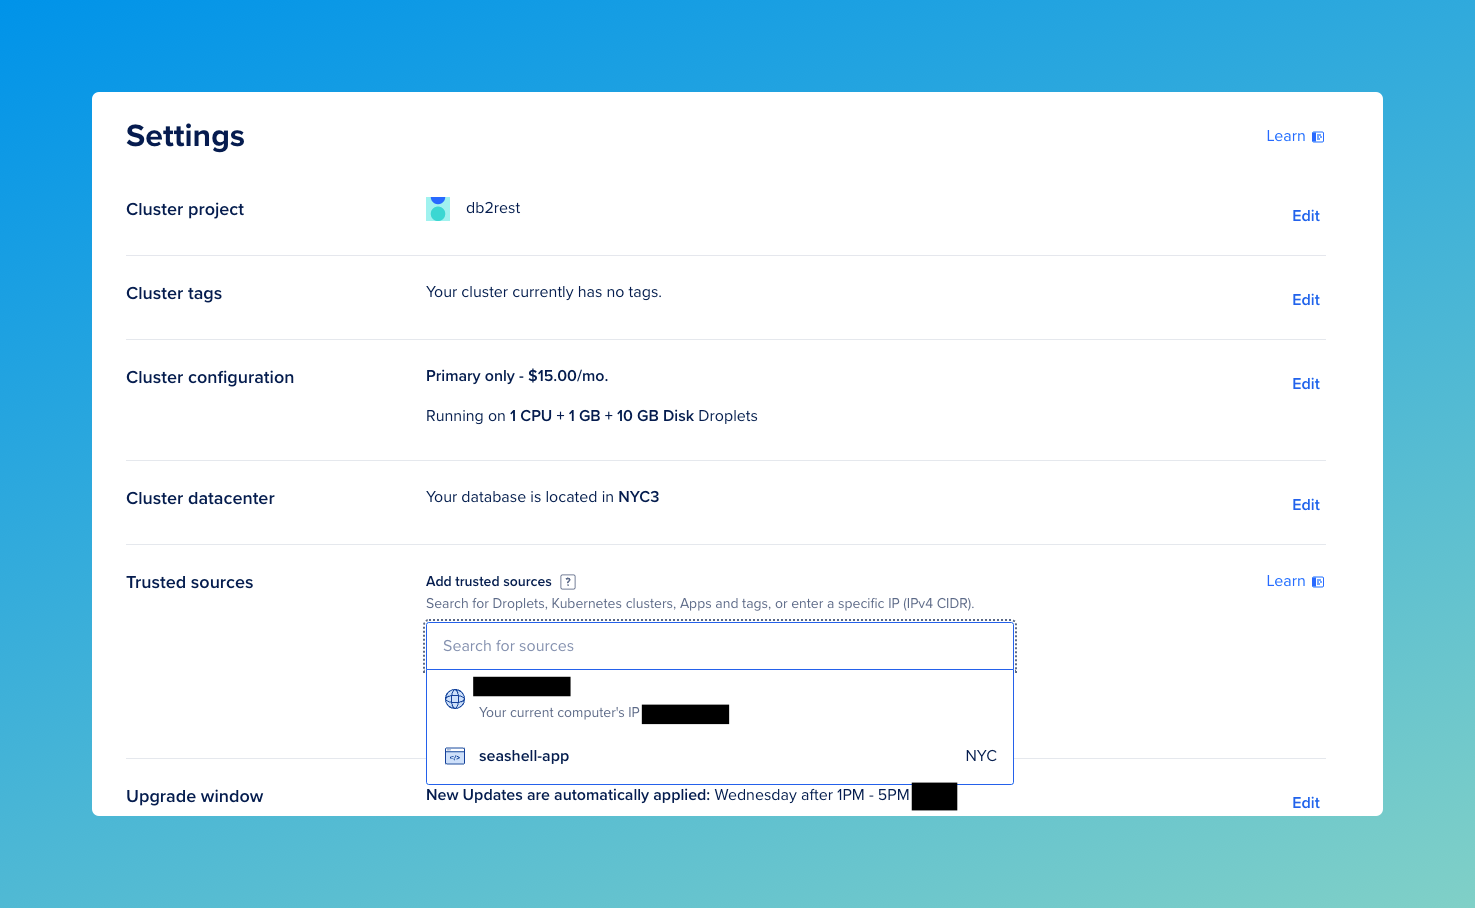 Settings
Learn
Cluster project
db2rest
Edit
Cluster tags
Your cluster currently has no tags.
Edit
Cluster configuration
Primary only - $15.00/mo.
Edit
Running on 1 CPU + 1 GB + 10 GB Disk Droplets
Cluster datacenter
Your database is located in NYC3
Edit
Trusted sources
Add trusted sources ?
Learn
Search for Droplets, Kubernetes clusters, Apps and tags, or enter a specific IP (IPv4 CIDR).
Search for sources
Your current computer's IP
seashell-app
NYC
Upgrade window
New Updates are automatically applied: Wednesday after 1PM - 5PM
Edit